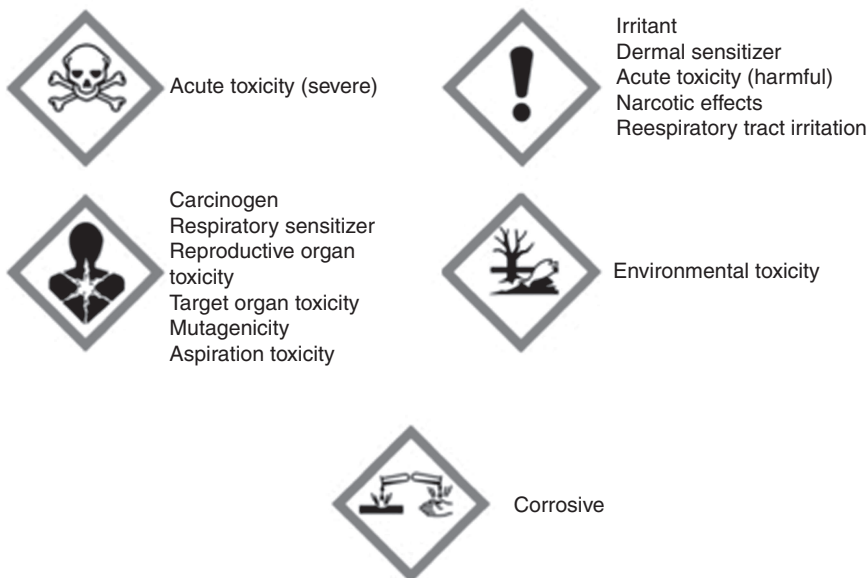 Acute toxicity (severe)
Irritant
Dermal sensitizer
Acute toxicity (harmful)
Narcotic effects
Reespiratory tract irritation
Carcinogen
Respiratory sensitizer
Reproductive organ
toxicity
Target organ toxicity
Mutagenicity
Aspiration toxicity
Environmental toxicity
Corrosive